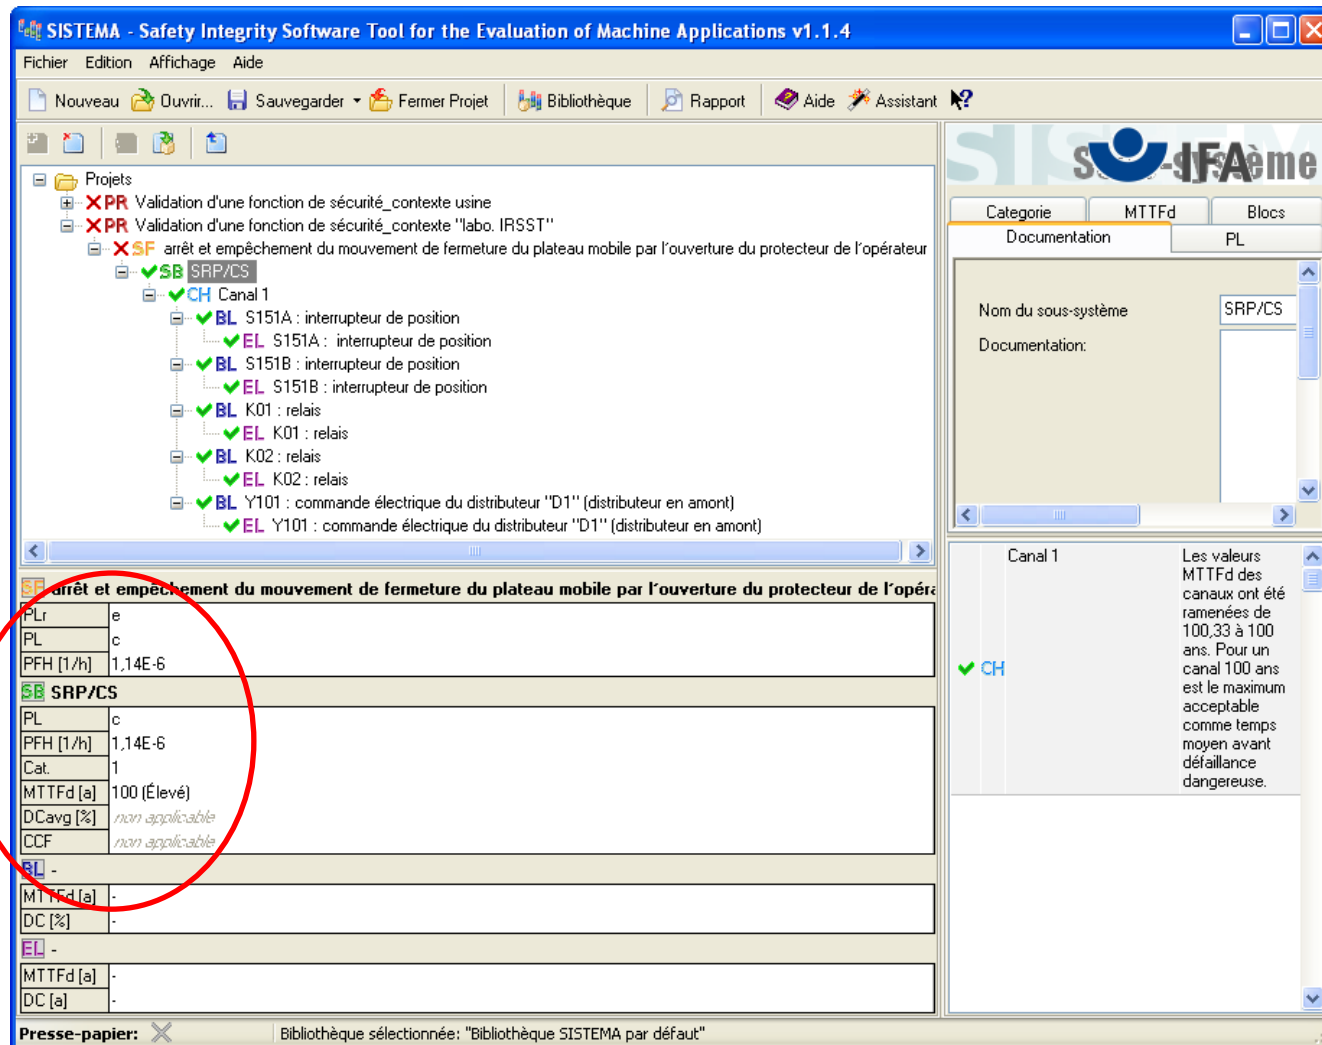 SISTEMA - Safety Integrity Software Tool for the Evaluation of Machine Applications v1.1.4
Fichier Edition Affichage Aide
Nouveau Ouvrir... Sauvegarder Fermer Projet Bibliothèque Rapport Aide Assistant
Projets
PR Validation d'une fonction de sécurité_contexte usine
PR Validation d'une fonction de sécurité_contexte "labo. IRSST"
SF arrêt et empêchement du mouvement de fermeture du plateau mobile par l'ouverture du protecteur de l'opérateur
SB SRP/CS
CH Canal 1
BL S151A : interrupteur de position
EL S151A : interrupteur de position
BL S151B : interrupteur de position
EL S151B : interrupteur de position
BL K01 : relais
EL K01 : relais
BL K02 : relais
EL K02 : relais
BL Y101 : commande électrique du distributeur "D1" (distributeur en amont)
EL Y101 : commande électrique du distributeur "D1" (distributeur en amont)
SF arrêt et empêchement du mouvement de fermeture du plateau mobile par l'ouverture du protecteur de l'opéra
PLr e
PL c
PFH [1/h] 1,14E-6
SB SRP/CS
PL c
PFH [1/h] 1,14E-6
Cat. 1
MTTFd [a] 100 (Élevé)
DCavg [%] non applicable
CCF non applicable
BL -
MTTFd [a] -
DC [%] -
EL -
MTTFd [a] -
DC [a] -
IFA
Categorie MTTFd Blocs
Documentation PL
Nom du sous-système SRP/CS
Documentation:
CH Canal 1 Les valeurs
MTTFd des
canaux ont été
ramenées de
100,33 à 100
ans. Pour un
canal 100 ans
est le maximum
acceptable
comme temps
moyen avant
défaillance
dangereuse.
Presse-papier: Bibliothèque sélectionnée: "Bibliothèque SISTEMA par défaut"